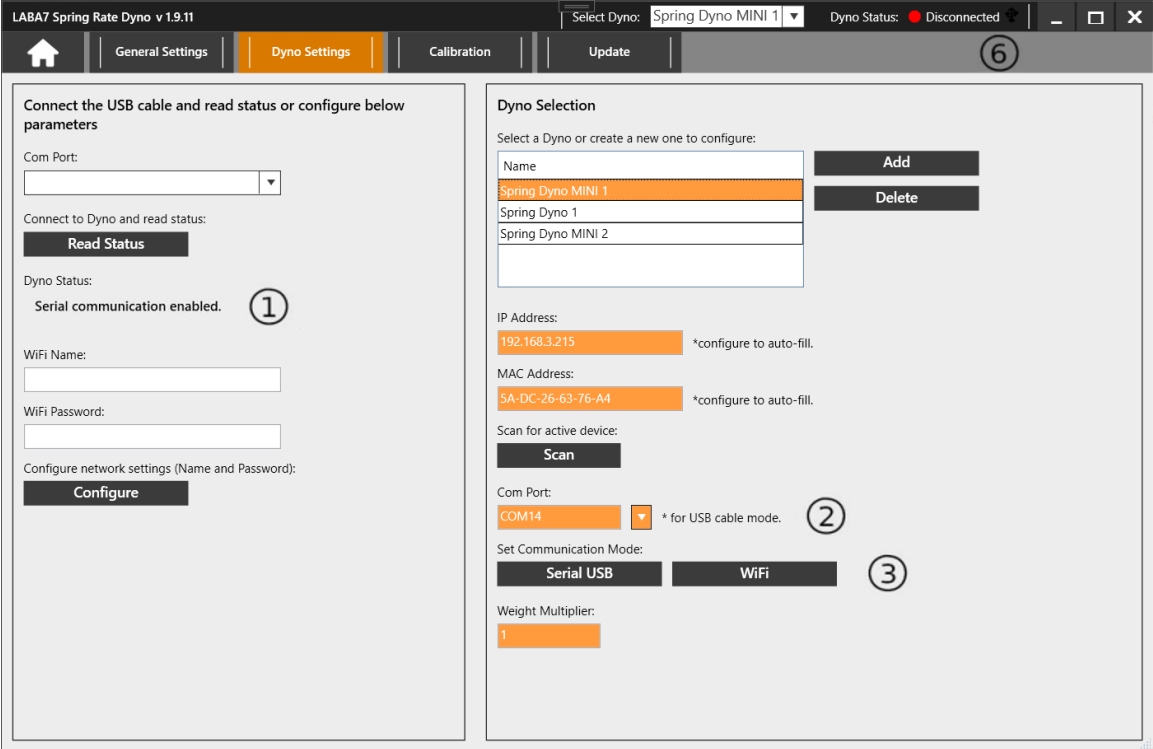 LABA7 Spring Rate Dyno v 1.9.11
Select Dyno: Spring Dyno MINI 1 Dyno Status: Disconnected
General Settings Dyno Settings Calibration Update
⑥
Connect the USB cable and read status or configure below
parameters
Com Port:
Connect to Dyno and read status:
Read Status
Dyno Status:
Serial communication enabled.
①
WiFi Name:
WiFi Password:
Configure network settings (Name and Password):
Configure
Dyno Selection
Select a Dyno or create a new one to configure:
Name
Spring Dyno MINI 1
Spring Dyno 1
Spring Dyno MINI 2
Add
Delete
IP Address:
192.168.3.215 *configure to auto-fill.
MAC Address:
5A-DC-26-63-76-A4 *configure to auto-fill.
Scan for active device:
Scan
Com Port:
COM14 * for USB cable mode.
②
Set Communication Mode:
Serial USB WiFi
③
Weight Multiplier:
1